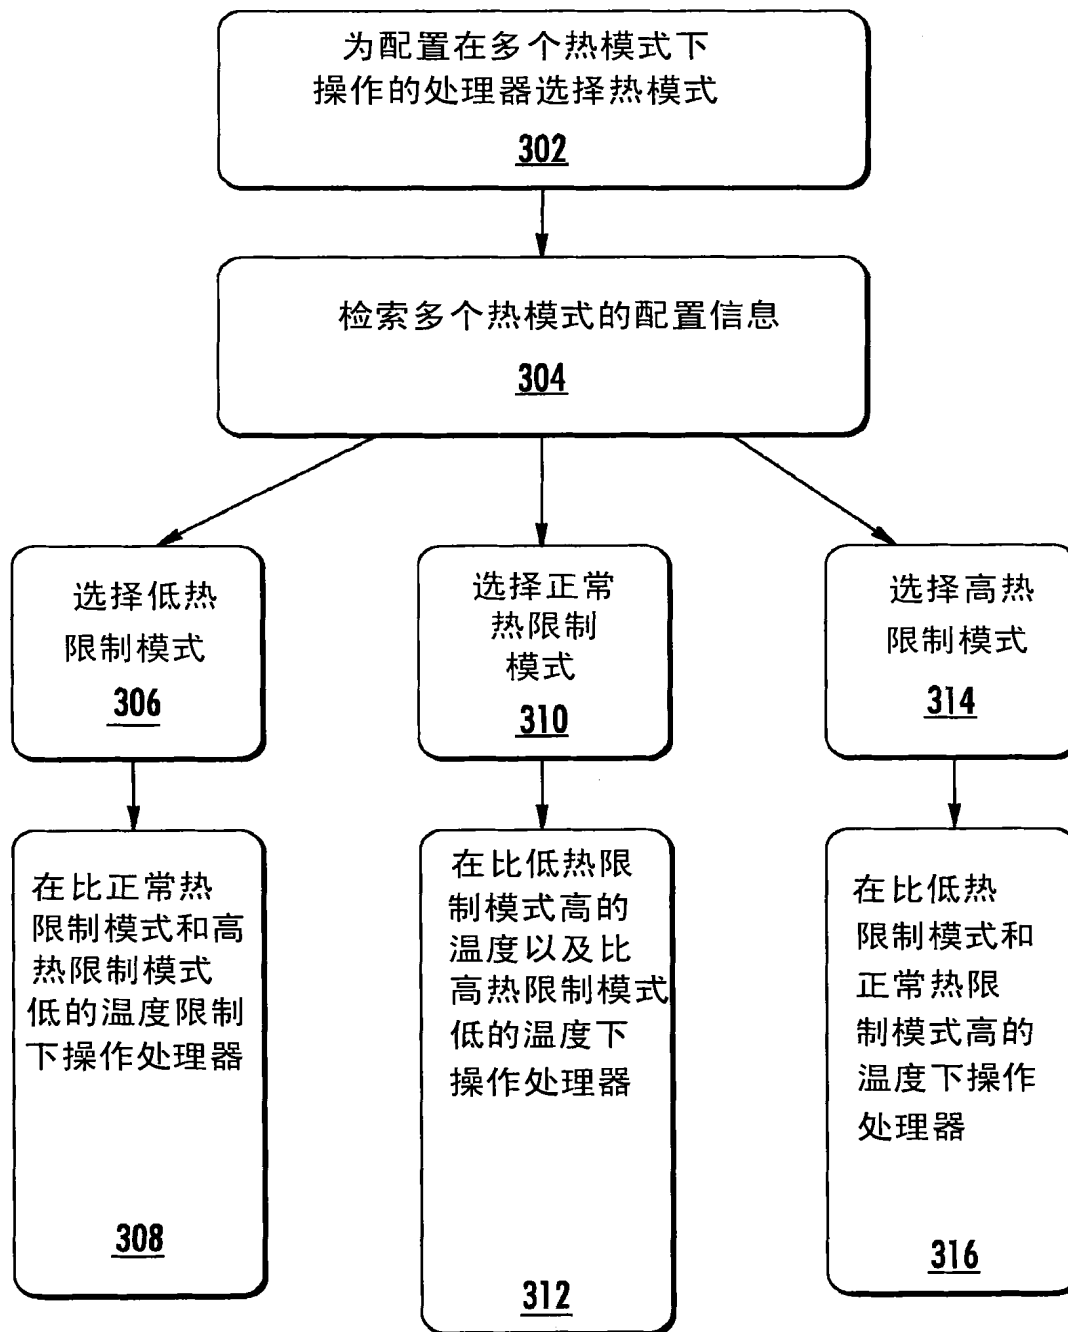 为配置在多个热模式下
操作的处理器选择热模式
302
检索多个热模式的配置信息
304
选择低热
限制模式
306
选择正常
热限制
模式
310
选择高热
限制模式
314
在比正常热
限制模式和高
热限制模式
低的温度限制
下操作处理器
308
在比低热限
制模式高的
温度以及比
高热限制模式
低的温度下
操作处理器
312
在比低热
限制模式和
正常热限
制模式高的
温度下操作
处理器
316